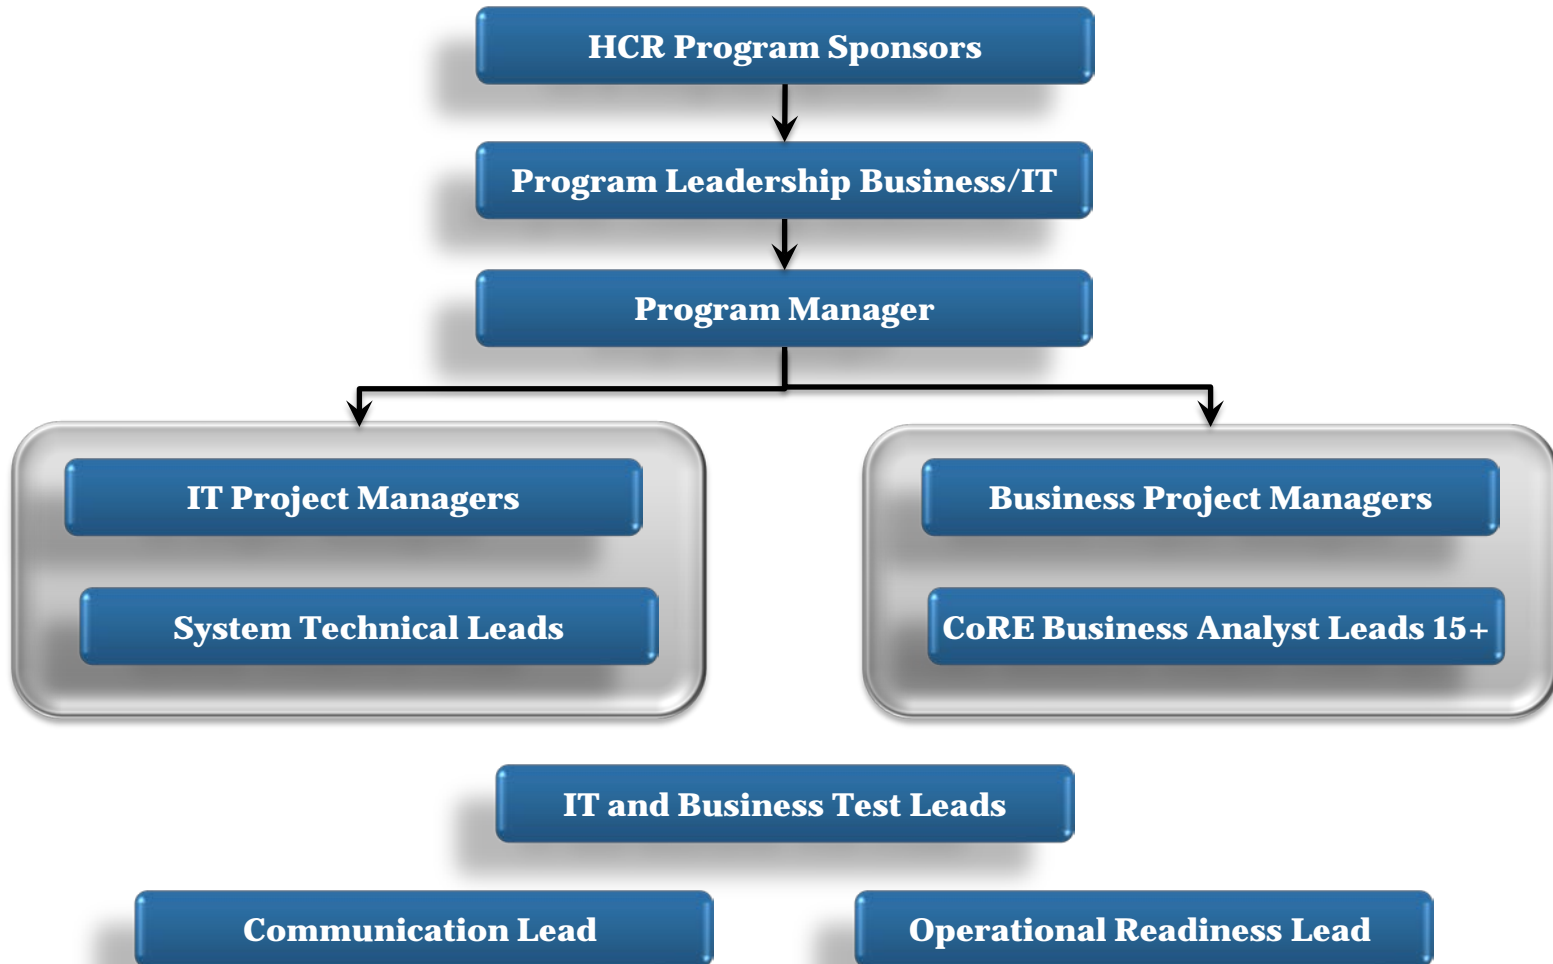 HCR Program Sponsors
Program Leadership Business/IT
Program Manager
IT Project Managers
Business Project Managers
System Technical Leads
CoRE Business Analyst Leads 15+
IT and Business Test Leads
Communication Lead
Operational Readiness Lead